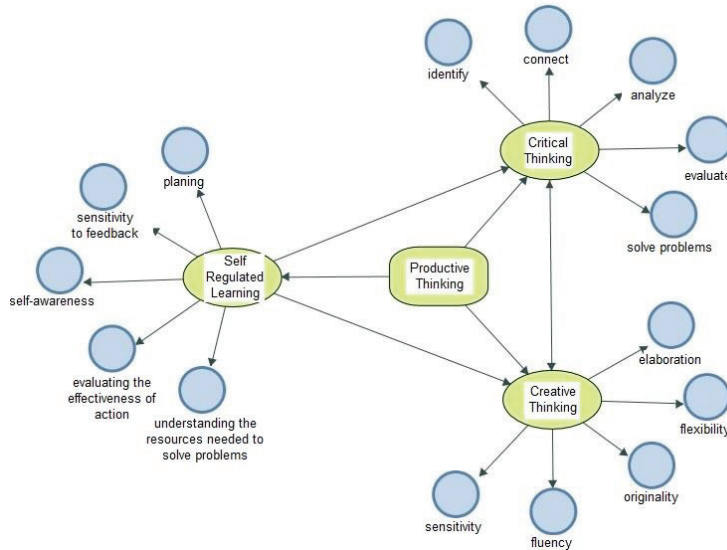 connect
identify
analyze
Critical
Thinking
evaluate
solve problems
planing
sensitivity
to feedback
self-awareness
Self
Regulated
Learning
Productive
Thinking
evaluating the
effectiveness of
action
understanding the
resources needed to
solve problems
elaboration
Creative
Thinking
flexibility
originality
sensitivity
fluency